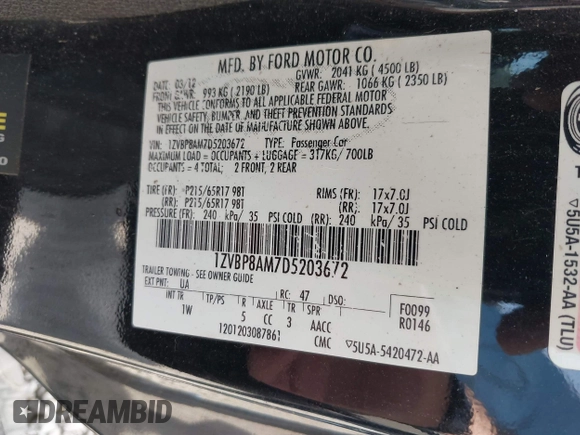 MFD. BY FORD MOTOR CO.
DATE: 03/12 GVWR: 2041 KG ( 4500 LB)
FRONT GAWR: 993 KG ( 2190 LB) REAR GAWR: 1066 KG ( 2350 LB)
THIS VEHICLE CONFORMS TO ALL APPLICABLE FEDERAL MOTOR
VEHICLE SAFETY, BUMPER, AND THEFT PREVENTION STANDARDS
IN EFFECT ON THE DATE OF MANUFACTURE SHOWN ABOVE.
VIN: 1ZVBP8AM7D5203672 TYPE: Passenger Car
MAXIMUM LOAD = OCCUPANTS + LUGGAGE = 317KG/ 700LB
OCCUPANTS = 4 TOTAL; 2 FRONT, 2 REAR
TIRE (FR): P215/65R17 98T RIMS (FR): 17x7.0J
(RR): P215/65R17 98T (RR): 17x7.0J
PRESSURE (FR): 240 kPa/ 35 PSI COLD (RR): 240 kPa/ 35 PSI COLD
1ZVBP8AM7D5203672
TRAILER TOWING - SEE OWNER GUIDE
EXT PNT: UA RC: 47 DSO:
INT TR TP/PS R AXLE TR SPR
1W 5 CC 3 AACC
F0099
R0146
1201203087861 CMC ▽5U5A-5420472-AA
▽5U5A-1532-AA (TLU)
DREAMBID